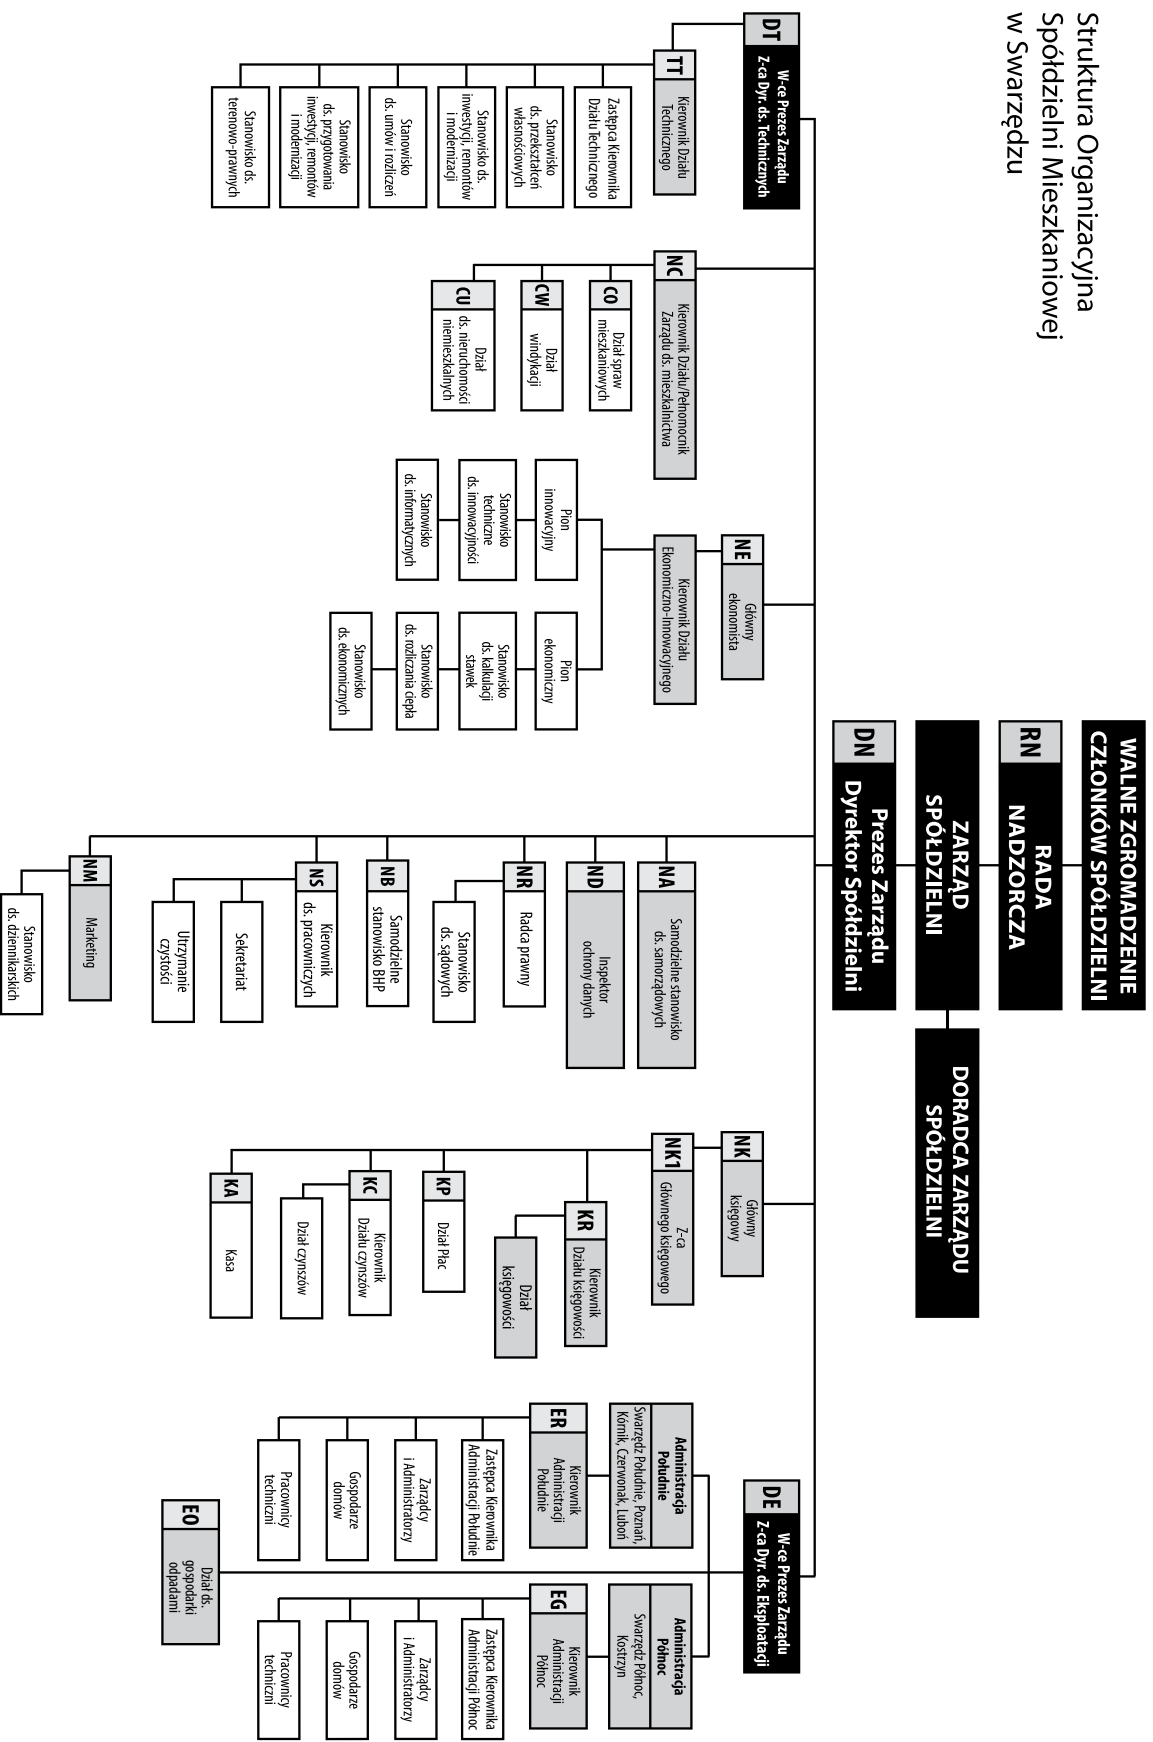 Struktura Organizacyjna
Spółdzielni Mieszkaniowej
w Swarzędzu
WALNE ZGROMADZENIE
CZŁONKÓW SPÓŁDZIELNI
RN
RADA
NADZORCZA
ZARZĄD
SPÓŁDZIELNI
DORADCA ZARZĄDU
SPÓŁDZIELNI
DN
Prezes Zarządu
Dyrektor Spółdzielni
DT
W-ce Prezes Zarządu
Z-ca Dyr. ds. Technicznych
TT
Kierownik Działu
Technicznego
Zastępca Kierownika
Działu Technicznego
Stanowisko
ds. przekształceń
własnościowych
Stanowisko ds.
inwestycji, remontów
i modernizacji
Stanowisko
ds. umów i rozliczeń
Stanowisko
ds. przygotowania
inwestycji, remontów
i modernizacji
Stanowisko ds.
terenowo-prawnych
NC
Kierownik Działu/Pełnomocnik
Zarządu ds. mieszkalnictwa
CO
Dział spraw
mieszkaniowych
CW
Dział
windykacji
CU
Dział
ds. nieruchomości
niemieszkalnych
NE
Główny
ekonomista
Kierownik Działu
Ekonomiczno-Innowacyjnego
Pion
innowacyjny
Stanowisko
techniczne
ds. innowacyjności
Stanowisko
ds. informatycznych
Pion
ekonomiczny
Stanowisko
ds. kalkulacji
stawek
Stanowisko
ds. rozliczania ciepła
Stanowisko
ds. ekonomicznych
NA
Samodzielne stanowisko
ds. samorządowych
ND
Inspektor
ochrony danych
NR
Radca prawny
Stanowisko
ds. sądowych
NB
Samodzielne
stanowisko BHP
NS
Kierownik
ds. pracowniczych
Sekretariat
Utrzymanie
czystości
NM
Marketing
Stanowisko
ds. dziennikarskich
NK
Główny
księgowy
NK1
Z-ca
Głównego księgowego
KR
Kierownik
Działu księgowości
Dział
księgowości
KP
Dział Płac
KC
Kierownik
Działu czynszów
Dział czynszów
KA
Kasa
DE
W-ce Prezes Zarządu
Z-ca Dyr. ds. Eksploatacji
Administracja
Południe
Swarzędz Południe, Poznań,
Kórnik, Czerwonak, Luboń
ER
Kierownik
Administracji
Południe
Zastępca Kierownika
Administracji Południe
Zarządcy
i Administratorzy
Gospodarze
domów
Pracownicy
techniczni
Administracja
Północ
Swarzędz Północ,
Kostrzyn
EG
Kierownik
Administracji
Północ
Zastępca Kierownika
Administracji Północ
Zarządcy
i Administratorzy
Gospodarze
domów
Pracownicy
techniczni
EO
Dział ds.
gospodarki
odpadami